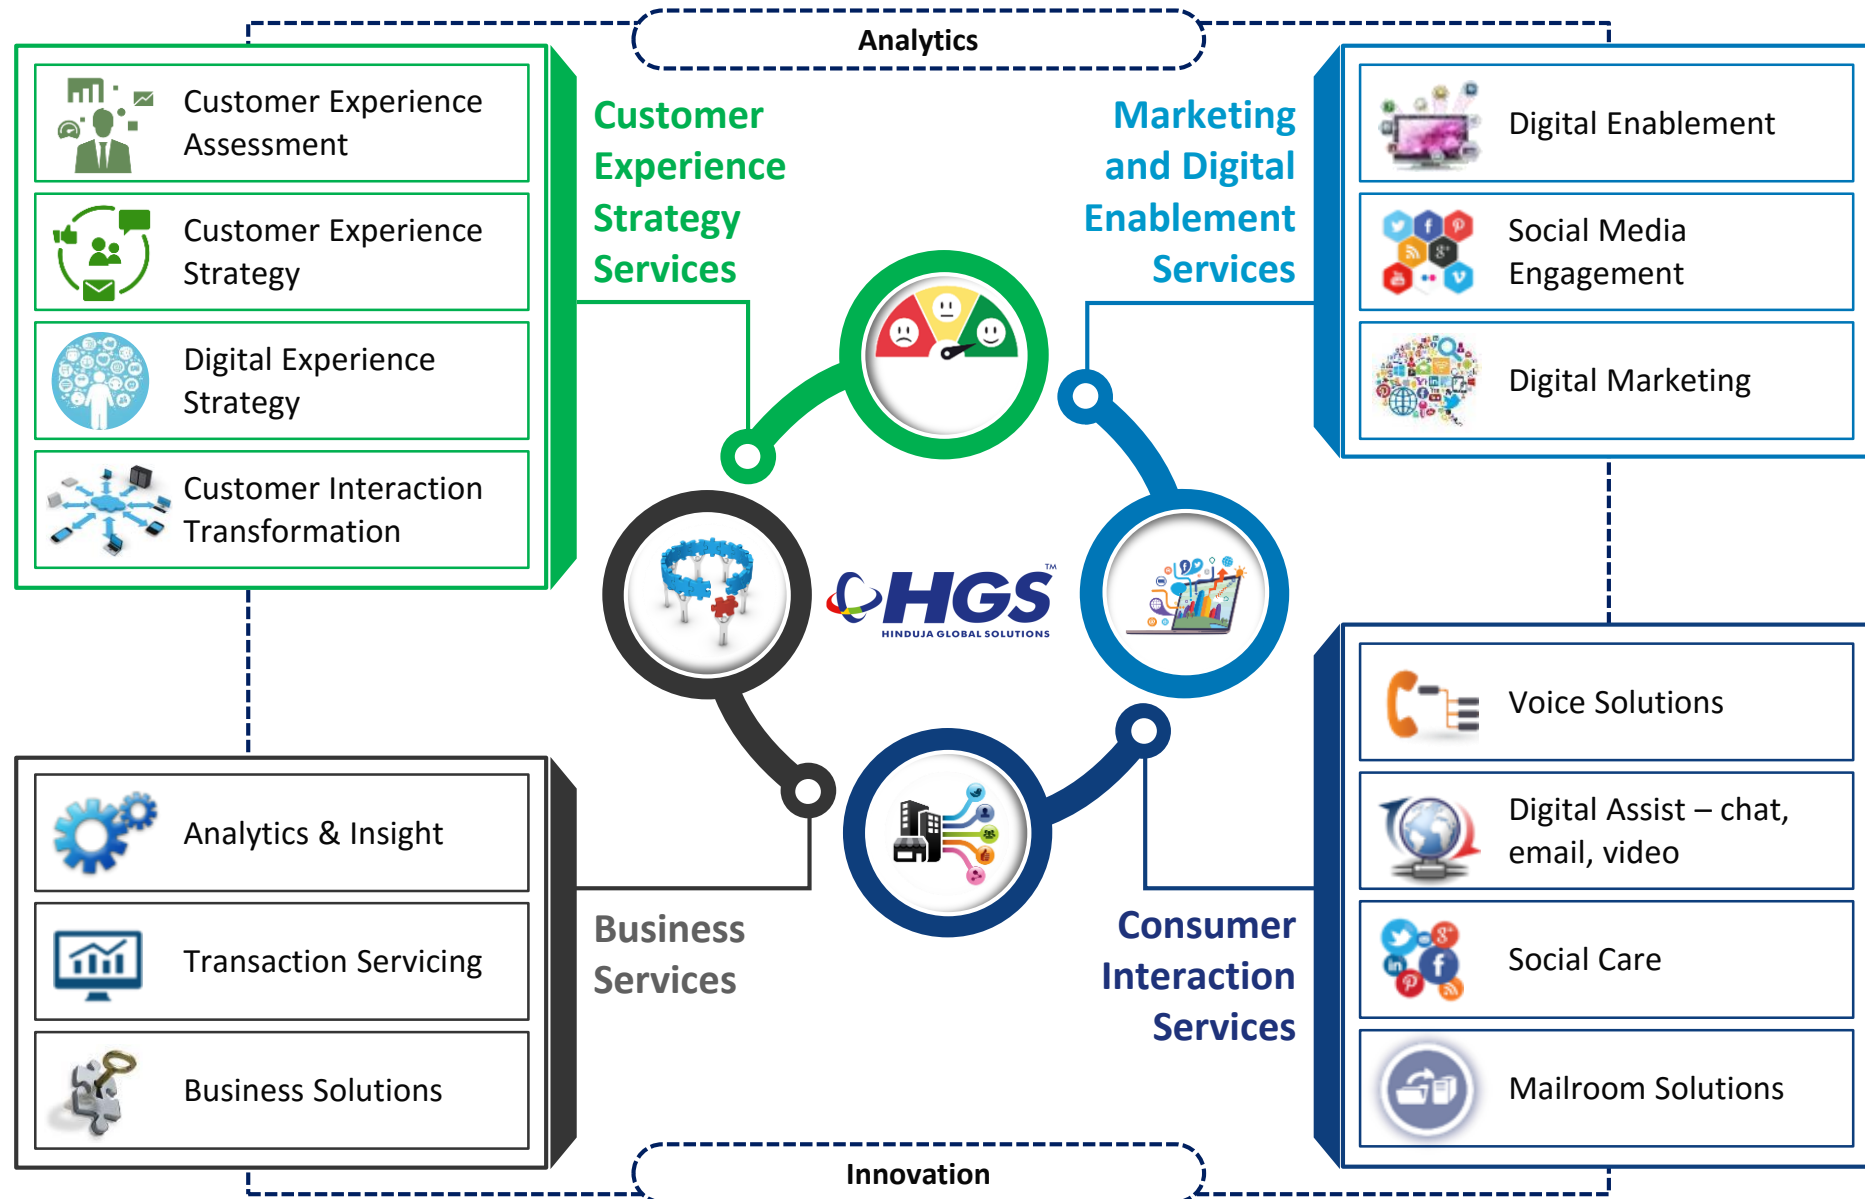 Analytics
Customer Experience
Assessment
Customer Experience
Strategy
Digital Experience
Strategy
Customer Interaction
Transformation
Customer
Experience
Strategy
Services
Marketing
and Digital
Enablement
Services
Digital Enablement
Social Media
Engagement
Digital Marketing
HGS™
HINDUJA GLOBAL SOLUTIONS
Analytics & Insight
Transaction Servicing
Business Solutions
Business
Services
Consumer
Interaction
Services
Voice Solutions
Digital Assist – chat,
email, video
Social Care
Mailroom Solutions
Innovation